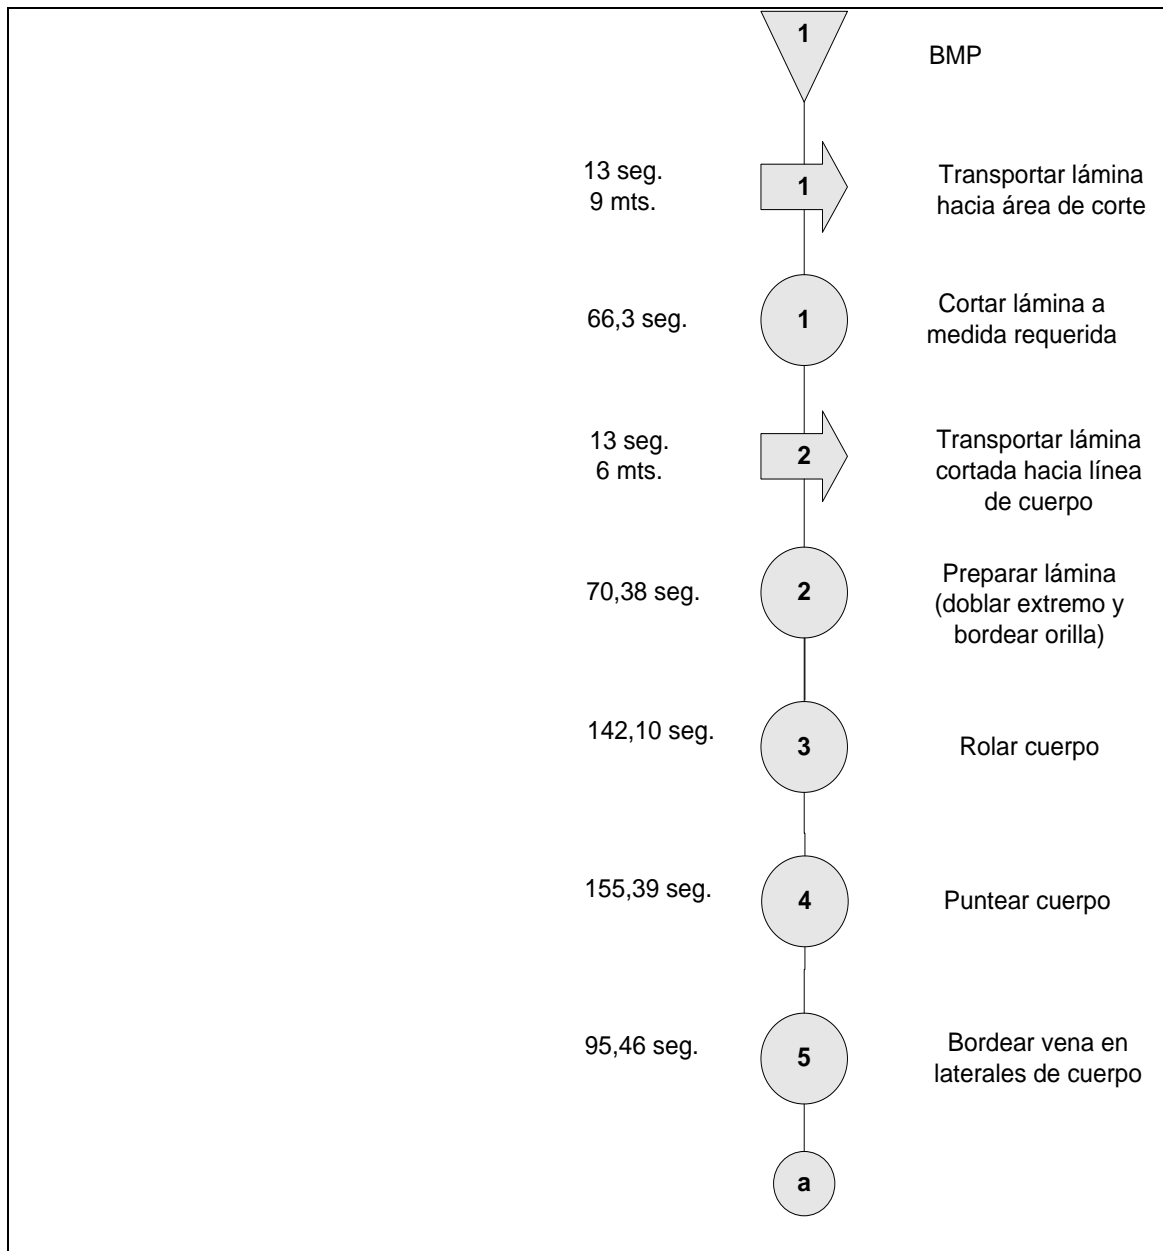 1
BMP
13 seg.
9 mts.
1
Transportar lámina
hacia área de corte
66,3 seg.
1
Cortar lámina a
medida requerida
13 seg.
6 mts.
2
Transportar lámina
cortada hacia línea
de cuerpo
70,38 seg.
2
Preparar lámina
(doblar extremo y
bordear orilla)
142,10 seg.
3
Rolar cuerpo
155,39 seg.
4
Puntear cuerpo
95,46 seg.
5
Bordear vena en
laterales de cuerpo
a